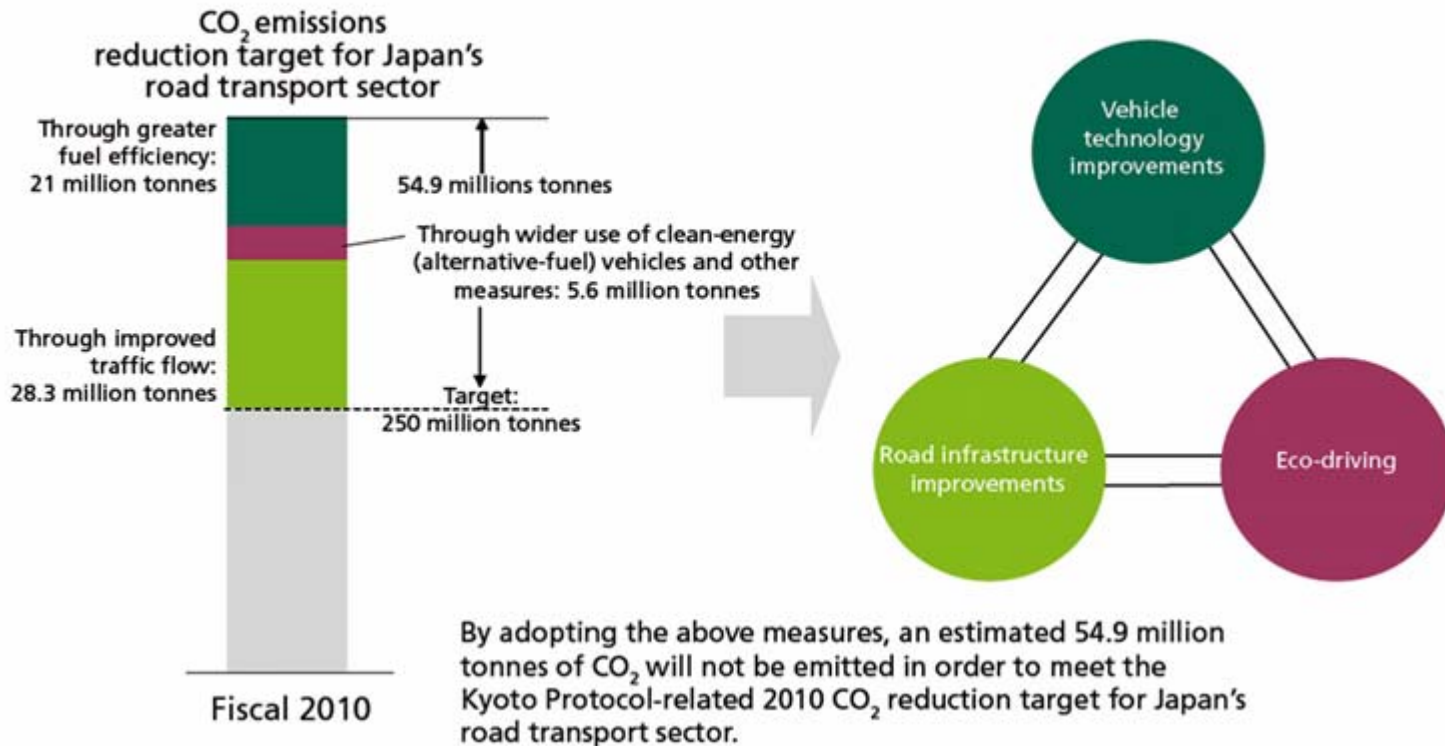 CO₂ emissions
reduction target for Japan's
road transport sector
Through greater
fuel efficiency:
21 million tonnes
54.9 millions tonnes
Through wider use of clean-energy
(alternative-fuel) vehicles and other
measures: 5.6 million tonnes
Through improved
traffic flow:
28.3 million tonnes
Target:
250 million tonnes
Fiscal 2010
Vehicle
technology
improvements
Road infrastructure
improvements
Eco-driving
By adopting the above measures, an estimated 54.9 million
tonnes of CO₂ will not be emitted in order to meet the
Kyoto Protocol-related 2010 CO₂ reduction target for Japan's
road transport sector.